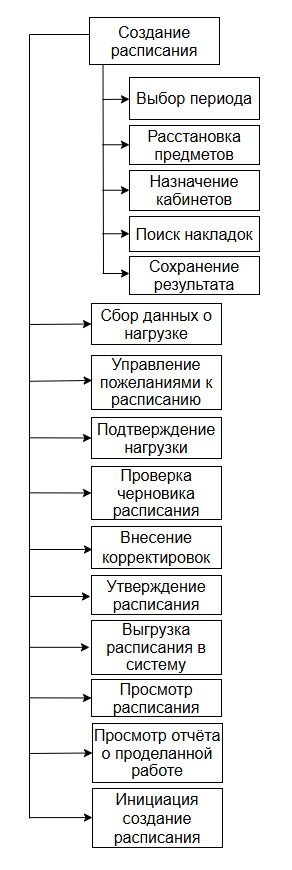 Создание
расписания
Выбор периода
Расстановка
предметов
Назначение
кабинетов
Поиск накладок
Сохранение
результата
Сбор данных о
нагрузке
Управление
пожеланиями к
расписанию
Подтверждение
нагрузки
Проверка
черновика
расписания
Внесение
корректировок
Утверждение
расписания
Выгрузка
расписания в
систему
Просмотр
расписания
Просмотр отчёта
о проделанной
работе
Инициация
создание
расписания